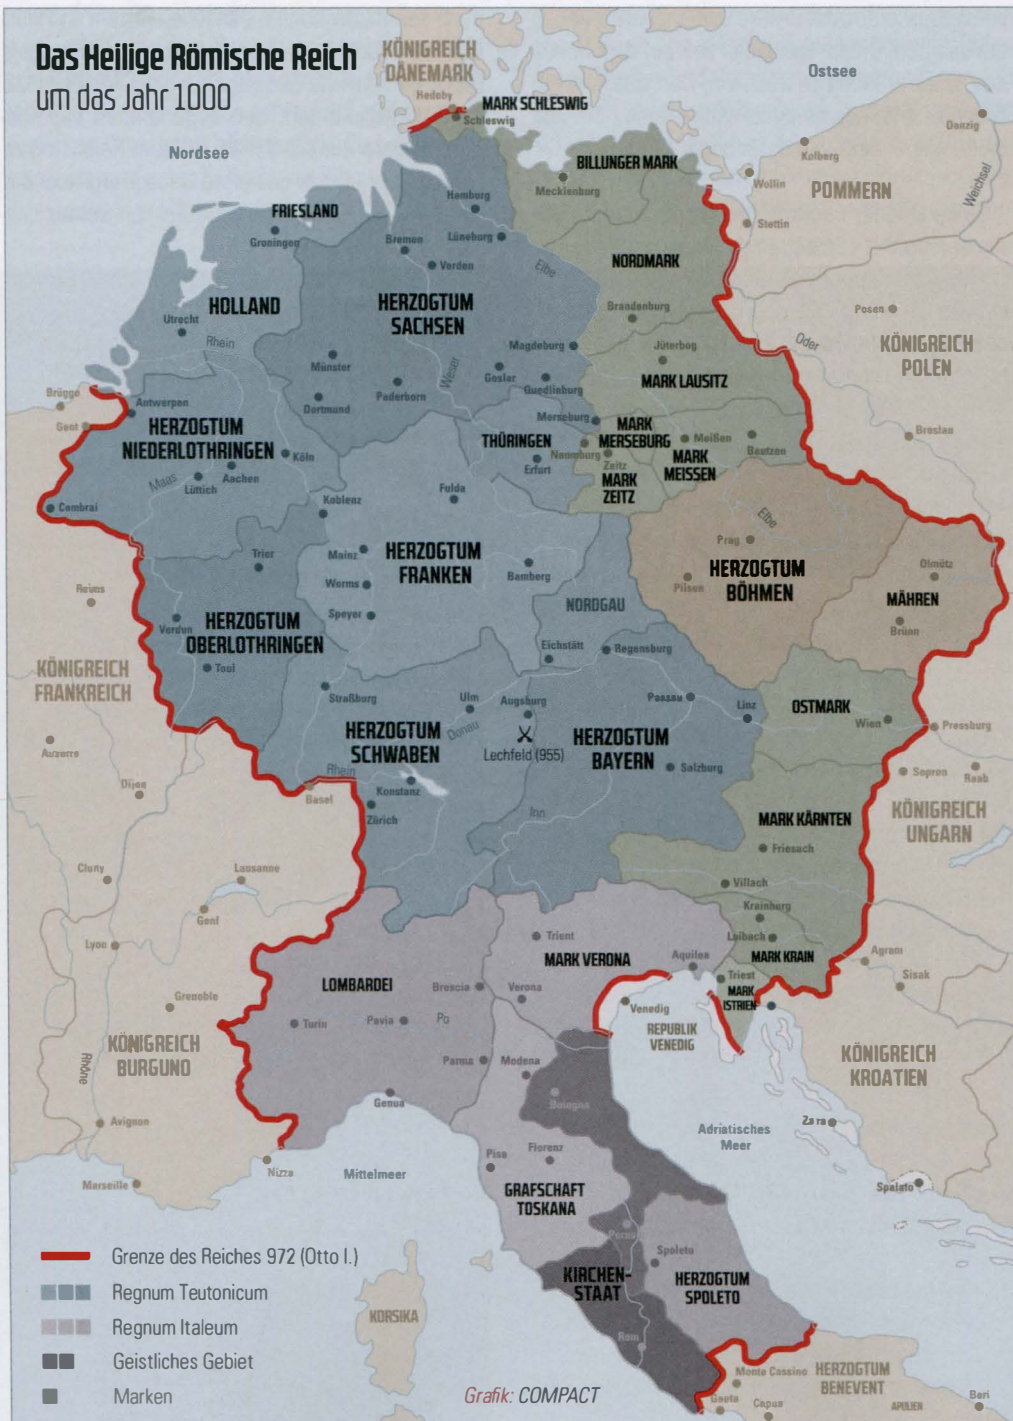 Das Heilige Römische Reich
um das Jahr 1000
KÖNIGREICH
DÄNEMARK
Ostsee
Hedeby
MARK SCHLESWIG
Schleswig
Danzig
Nordsee
Kolberg
BILLUNGER MARK
Mecklenburg
Wollin
POMMERN
Weichsel
Hamburg
FRIESLAND
Groningen
Stettin
Bremen
Lüneburg
Verden
Elbe
NORDMARK
HOLLAND
HERZOGTUM
SACHSEN
Brandenburg
Posen
Utrecht
Rhein
Magdeburg
Jüterbog
Oder
KÖNIGREICH
POLEN
Münster
Weser
Goslar
Quedlinburg
MARK LAUSITZ
Brügge
Gent
Antwerpen
Dortmund
Paderborn
Merseburg
HERZOGTUM
NIEDERLOTHRINGEN
THÜRINGEN
MARK
MERSEBURG
Meißen
Bautzen
Breslau
Naumburg
Köln
Erfurt
Zeitz
MARK
MEISSEN
Maas
Lüttich
Aachen
MARK
ZEITZ
Cambrai
Koblenz
Fulda
Elbe
Prag
Trier
Mainz
HERZOGTUM
FRANKEN
Bamberg
HERZOGTUM
BÖHMEN
Olmütz
Pilsen
MÄHREN
Reims
Worms
Speyer
NORDGAU
Brünn
Verdun
HERZOGTUM
OBERLOTHRINGEN
Toul
Eichstätt
Regensburg
KÖNIGREICH
FRANKREICH
Straßburg
Ulm
Augsburg
Passau
Linz
OSTMARK
Wien
Pressburg
HERZOGTUM
SCHWABEN
Donau
Lechfeld (955)
HERZOGTUM
BAYERN
Auxerre
Salzburg
Sopron
Raab
Dijon
Rhein
Basel
Konstanz
Zürich
Inn
MARK KÄRNTEN
KÖNIGREICH
UNGARN
Friesach
Cluny
Lausanne
Villach
Genf
Krainburg
Lyon
Trient
Laibach
Agram
MARK VERONA
Aquilea
MARK KRAIN
Sisak
LOMBARDEI
Brescia
Verona
Triest
MARK
ISTRIEN
Grenoble
Venedig
Turin
Pavia
Po
REPUBLIK
VENEDIG
KÖNIGREICH
BURGUND
Rhône
Parma
Modena
KÖNIGREICH
KROATIEN
Genua
Bologna
Avignon
Zara
Adriatisches
Meer
Florenz
Pisa
Nizza
Mittelmeer
Marseille
GRAFSCHAFT
TOSKANA
Spalato
Spoleto
KIRCHEN-
STAAT
HERZOGTUM
SPOLETO
KORSIKA
Rom
Monte Cassino
HERZOGTUM
BENEVENT
Gaeta
Capua
APULIEN
Bari
Grenze des Reiches 972 (Otto I.)
Regnum Teutonicum
Regnum Italeum
Geistliches Gebiet
Marken
Grafik: COMPACT